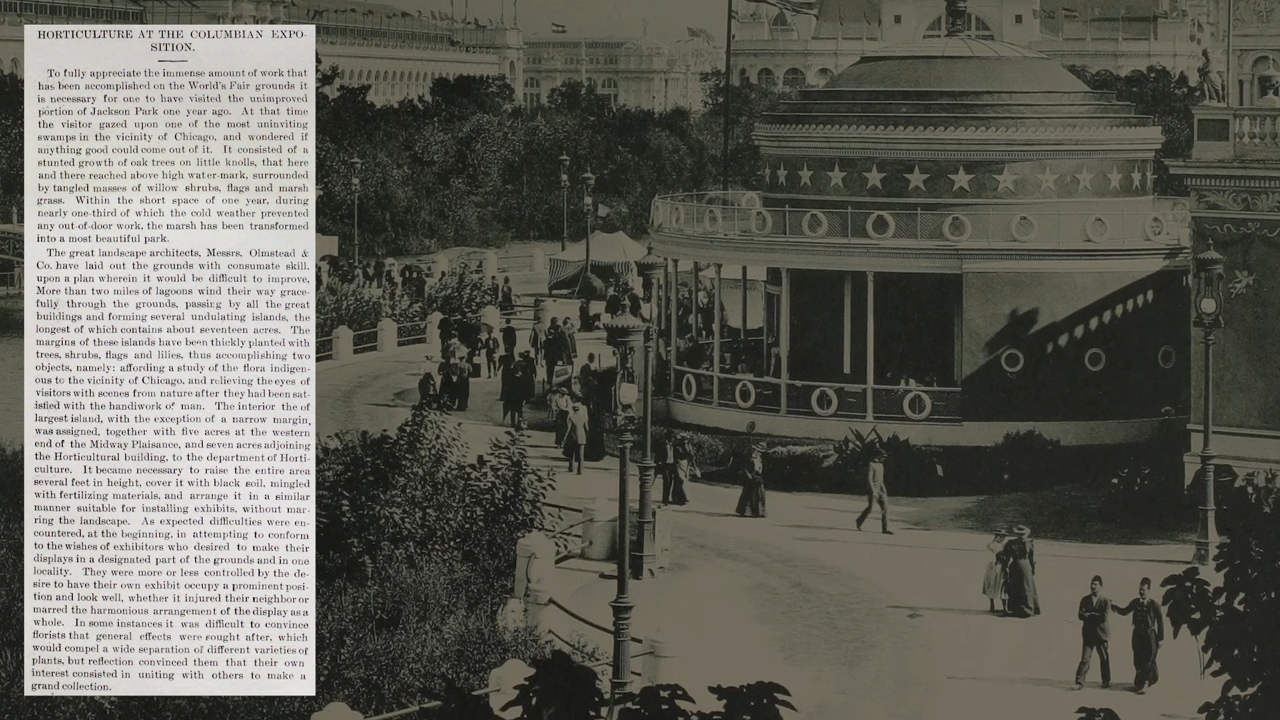 HORTICULTURE AT THE COLUMBIAN EXPO-
SITION.
To fully appreciate the immense amount of work that
has been accomplished on the World's Fair grounds it
is necessary for one to have visited the unimproved
portion of Jackson Park one year ago. At that time
the visitor gazed upon one of the most uninviting
swamps in the vicinity of Chicago, and wondered if
anything good could come out of it. It consisted of a
stunted growth of oak trees on little knolls, that here
and there reached above high water-mark, surrounded
by tangled masses of willow shrubs, flags and marsh
grass. Within the short space of one year, during
nearly one-third of which the cold weather prevented
any out-of-door work, the marsh has been transformed
into a most beautiful park.
The great landscape architects, Messrs, Olmstead &
Co. have laid out the grounds with consumate skill,
upon a plan wherein it would be difficult to improve,
More than two miles of lagoons wind their way grace-
fully through the grounds, passing by all the great
buildings and forming several undulating islands, the
longest of which contains about seventeen acres. The
margins of these islands have been thickly planted with
trees, shrubs, flags and lilies, thus accomplishing two
objects, namely: affording a study of the flora indigen-
ous to the vicinity of Chicago, and relieving the eyes of
visitors with scenes from nature after they had been sat-
isfied with the handiwork of man. The interior the of
largest island, with the exception of a narrow margin,
was assigned, together with five acres at the western
end of the Midway Plaisance, and seven acres adjoining
the Horticultural building, to the department of Horti-
culture. It became necessary to raise the entire area
several feet in height, cover it with black soil, mingled
with fertilizing materials, and arrange it in a similar
manner suitable for installing exhibits, without mar-
ring the landscape. As expected difficulties were en-
countered, at the beginning, in attempting to conform
to the wishes of exhibitors who desired to make their
displays in a designated part of the grounds and in one
locality. They were more or less controlled by the de-
sire to have their own exhibit occupy a prominent posi-
tion and look well, whether it injured their neighbor or
marred the harmonious arrangement of the display as a
whole. In some instances it was difficult to convince
florists that general effects were sought after, which
would compel a wide separation of different varieties of
plants, but reflection convinced them that their own
interest consisted in uniting with others to make a
grand collection.